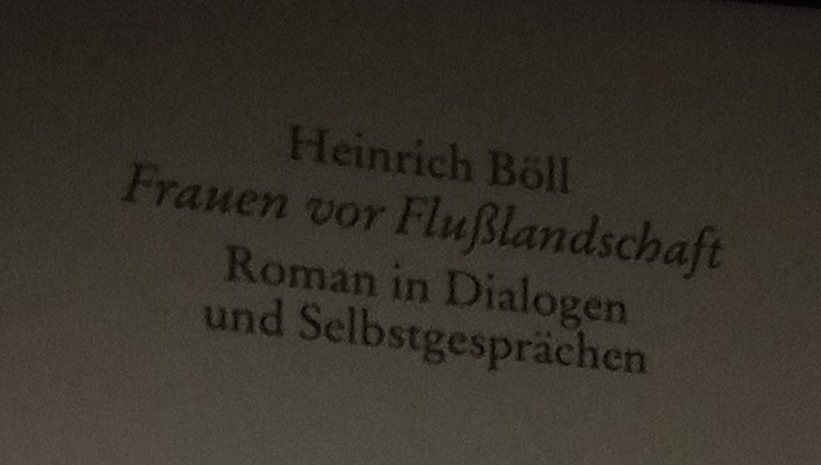 Heinrich Böll
Frauen vor Flußlandschaft
Roman in Dialogen
und Selbstgesprächen